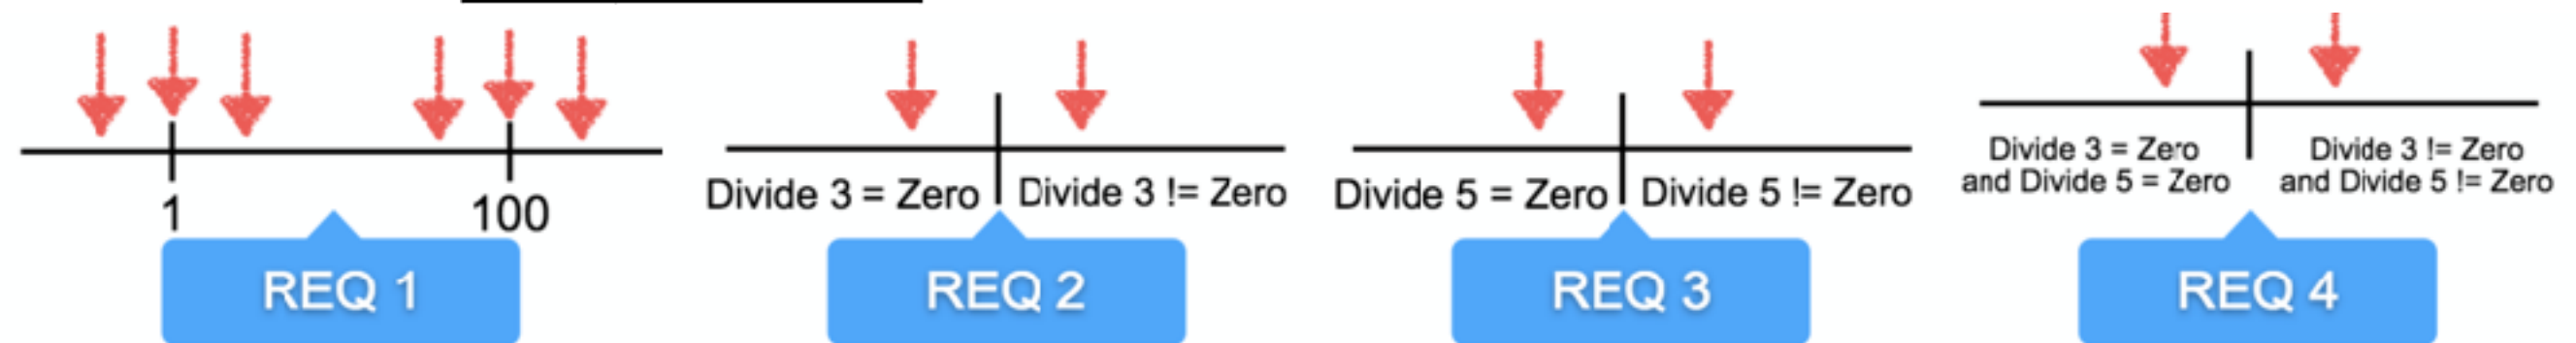 1
100
REQ 1
Divide 3 = Zero
Divide 3 != Zero
REQ 2
Divide 5 = Zero
Divide 5 != Zero
REQ 3
Divide 3 = Zero
and Divide 5 = Zero
Divide 3 != Zero
and Divide 5 != Zero
REQ 4